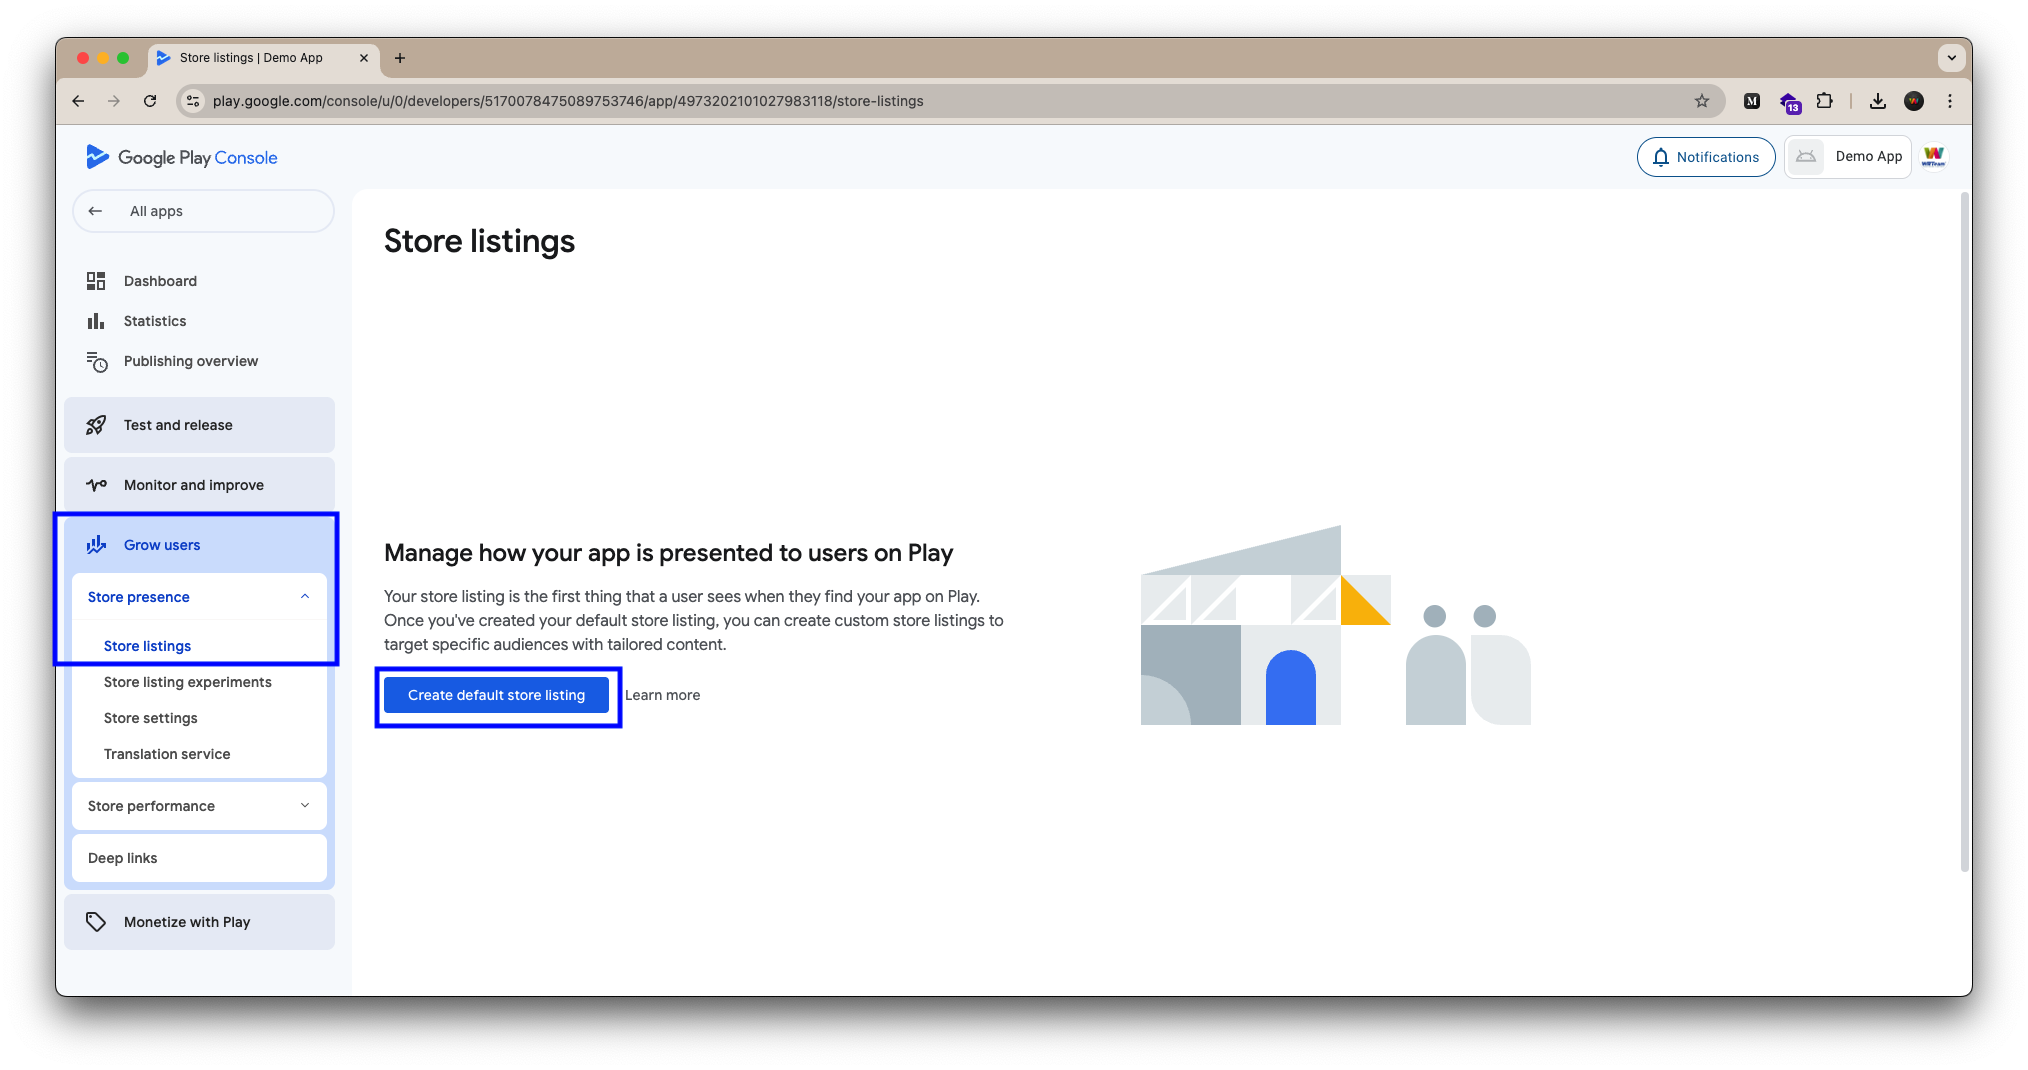 Store listings | Demo App
play.google.com/console/u/0/developers/5170078475089753746/app/4973202101027983118/store-listings
M
13
Google Play Console
Notifications
Demo App
W
WRTeam
All apps
Dashboard
Statistics
Publishing overview
Test and release
Monitor and improve
Grow users
Store presence
Store listings
Store listing experiments
Store settings
Translation service
Store performance
Deep links
Monetize with Play
Store listings
Manage how your app is presented to users on Play
Your store listing is the first thing that a user sees when they find your app on Play.
Once you've created your default store listing, you can create custom store listings to
target specific audiences with tailored content.
Create default store listing
Learn more